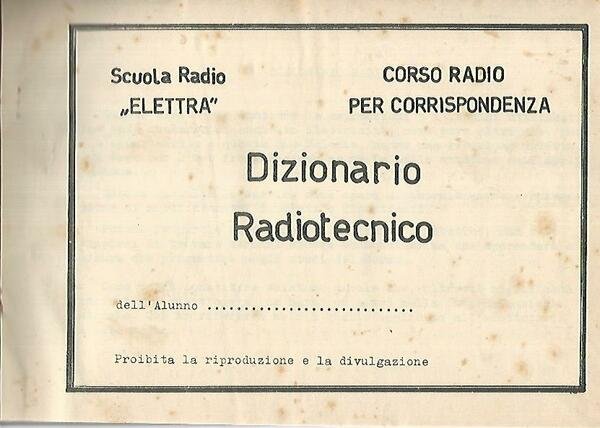 Scuola Radio
„ELETTRA”
CORSO RADIO
PER CORRISPONDENZA
Dizionario
Radiotecnico
dell'Alunno ............................
Proibita la riproduzione e la divulgazione